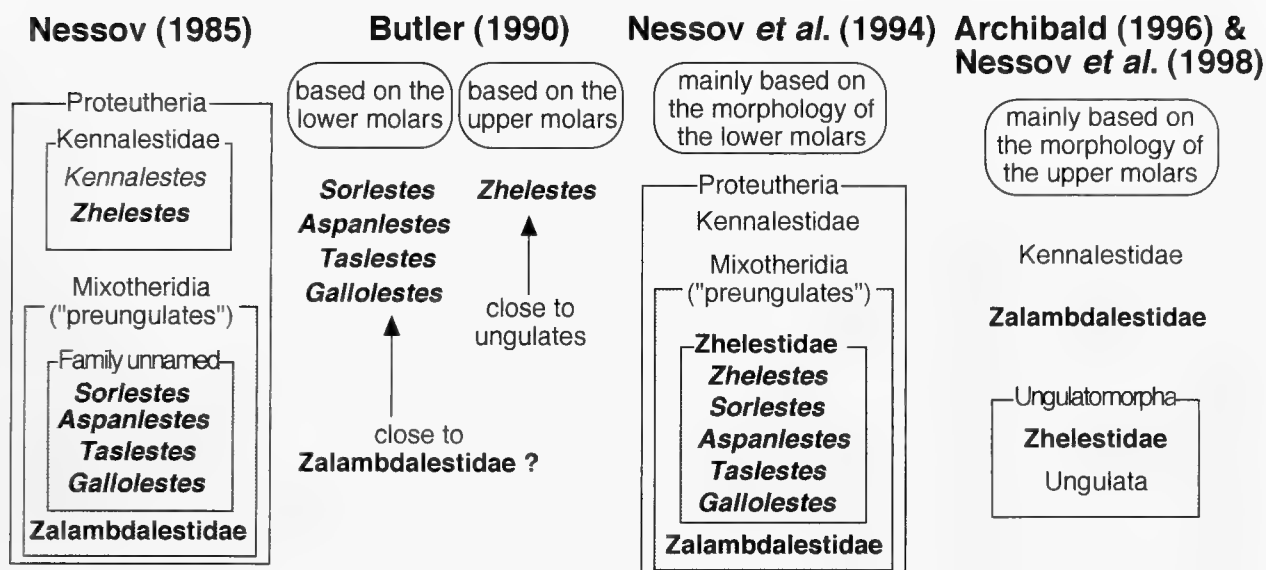 Nessov (1985)
Proteutheria
Kennalestidae
Kennalestes
Zhelestes
Mixotheridia
("preungulates")
Family unnamed
Sorlestes
Aspanlestes
Taslestes
Gallolestes
Zalambdalestidae
Butler (1990)
based on the
lower molars
based on the
upper molars
Sorlestes
Aspanlestes
Taslestes
Gallolestes
Zhelestes
close to
ungulates
close to
Zalambdalestidae ?
Nessov et al. (1994)
mainly based on
the morphology of
the lower molars
Proteutheria
Kennalestidae
Mixotheridia
("preungulates")
Zhelestidae
Zhelestes
Sorlestes
Aspanlestes
Taslestes
Gallolestes
Zalambdalestidae
Archibald (1996) &
Nessov et al. (1998)
mainly based on
the morphology of
the upper molars
Kennalestidae
Zalambdalestidae
Ungulatomorpha
Zhelestidae
Ungulata